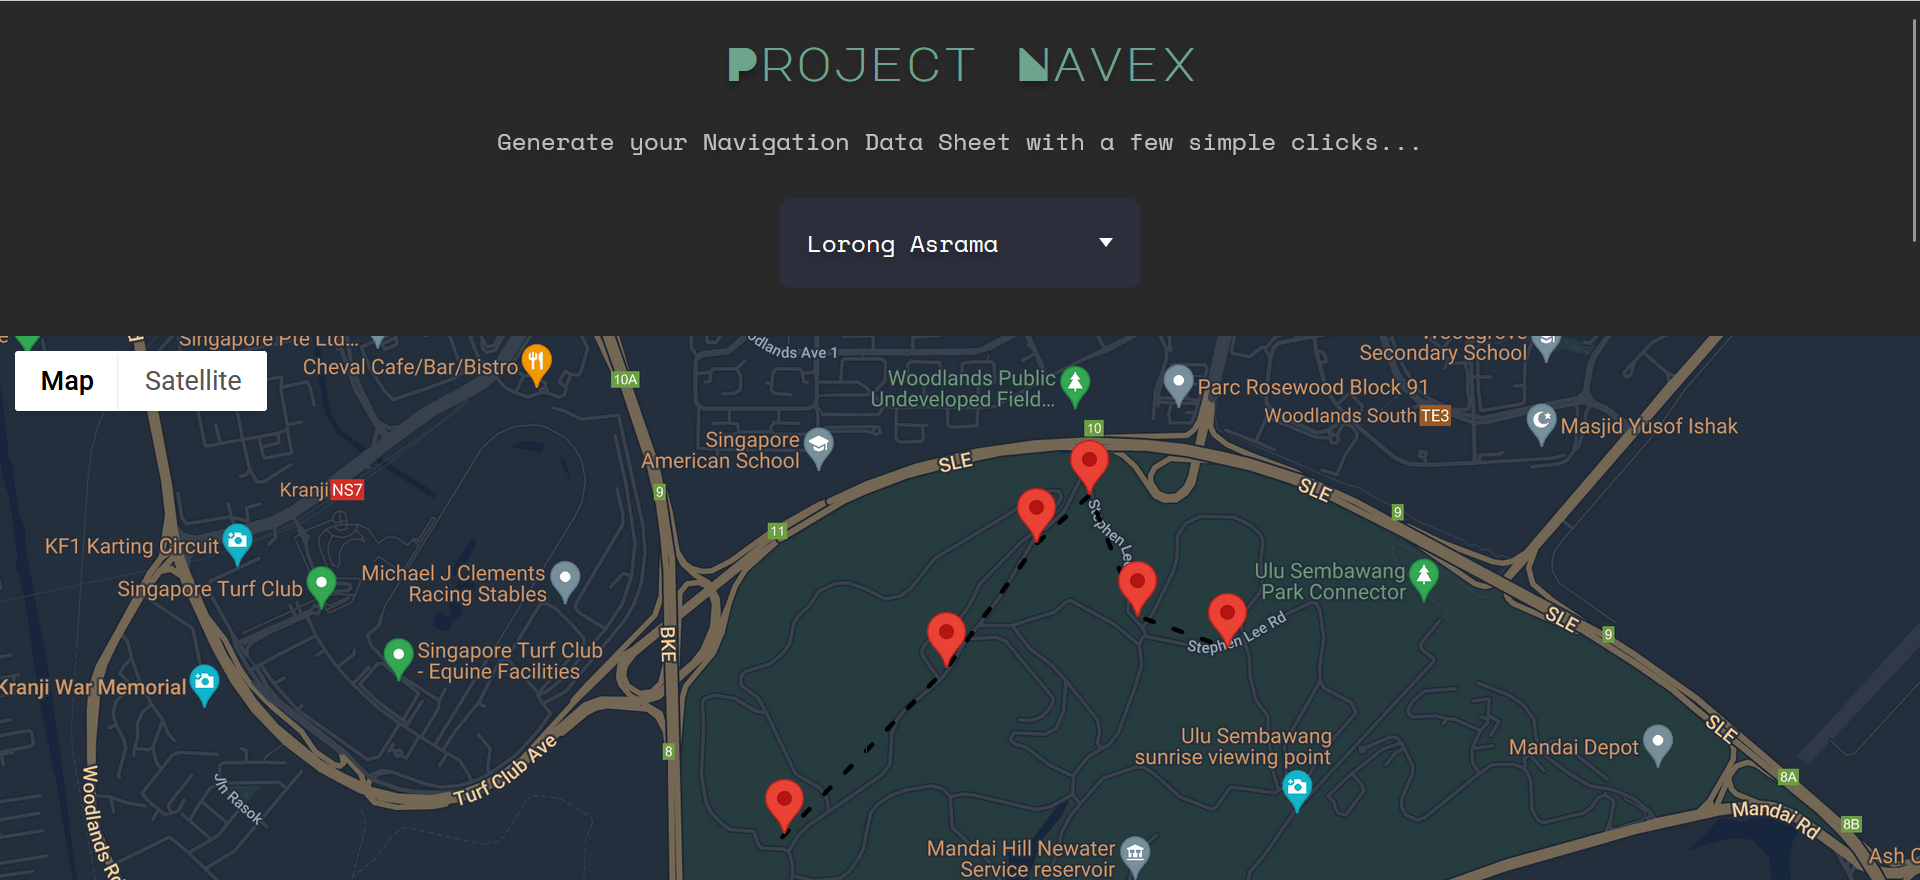 PROJECT NAVEX
Generate your Navigation Data Sheet with a few simple clicks...
Lorong Asrama
Map
Satellite
Singapore Pte Ltd...
Cheval Cafe/Bar/Bistro
10A
odlands Ave 1
Woodlands Public
Undeveloped Field...
10
Parc Rosewood Block 91
Woodlands South TE3
Woodgrove
Secondary School
Masjid Yusof Ishak
Singapore
American School
SLE
SLE
Kranji NS7
9
9
11
Stephen Lee
KF1 Karting Circuit
Singapore Turf Club
Michael J Clements
Racing Stables
Ulu Sembawang
Park Connector
SLE
9
Stephen Lee Rd
BKE
Singapore Turf Club
- Equine Facilities
Kranji War Memorial
8
Ulu Sembawang
sunrise viewing point
SLE
Mandai Depot
8A
Turf Club Ave
Woodlands Rd
Jln Rasok
Mandai Rd
8B
Mandai Hill Newater
Service reservoir
Ash C